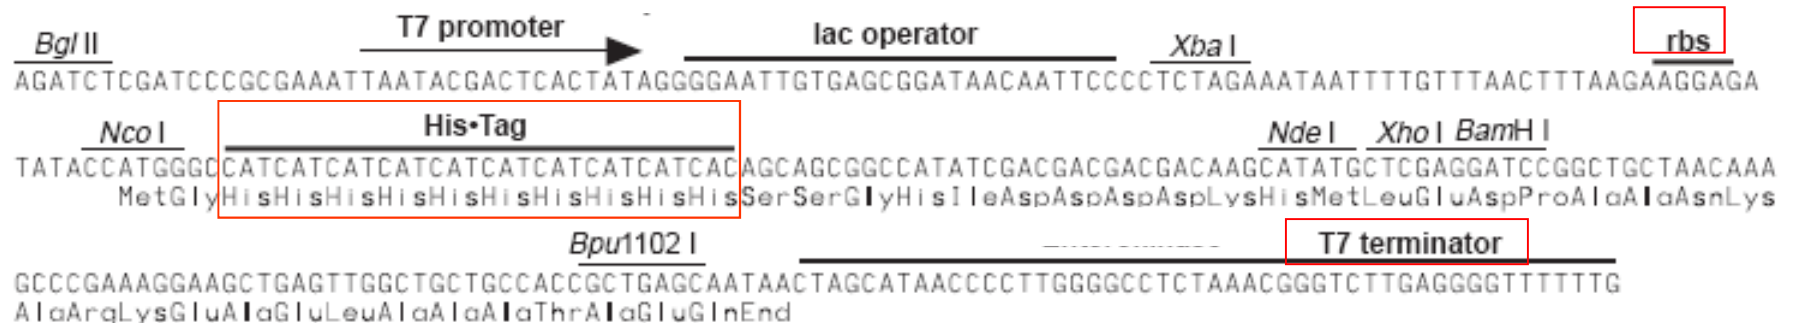 Bgl II T7 promoter lac operator Xba I rbs
AGATCTCGATCCCGCGAAATTAATACGACTCACTATAGGGGAATTGTGAGCGGATAACAATTCCCCTCTAGAAATAATTTTGTTTAACTTTAAGAAGGAGA
Nco I His•Tag Nde I Xho I BamH I
TATACCATGGGCCATCATCATCATCATCATCATCATCATCACAGCAGCGGCCATATCGACGACGACGACAAGCATATGCTCGAGGATCCGGCTGCTAACAAA
MetGlyHisHisHisHisHisHisHisHisHisHisSerSerGlyHisIleAspAspAspAspLysHisMetLeuGluAspProAlaAlaAsnLys
Bpu1102 I T7 terminator
GCCCGAAAGGAAGCTGAGTTGGCTGCTGCCACCGCTGAGCAATAACTAGCATAACCCCTTGGGGCCTCTAAACGGGTCTTGAGGGGTTTTTTG
AlaArgLysGluAlaGluLeuAlaAlaAlaThrAlaGluGlnEnd